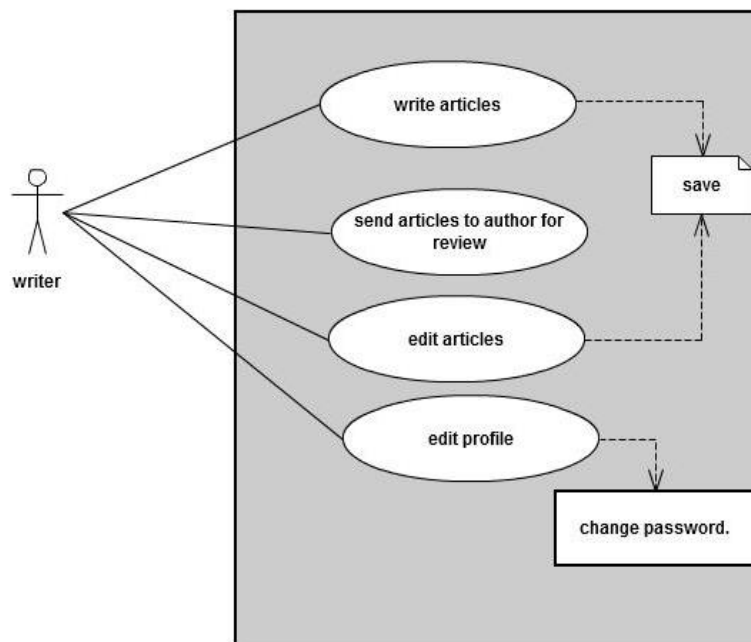 write articles
save
send articles to author for
review
writer
edit articles
edit profile
change password.